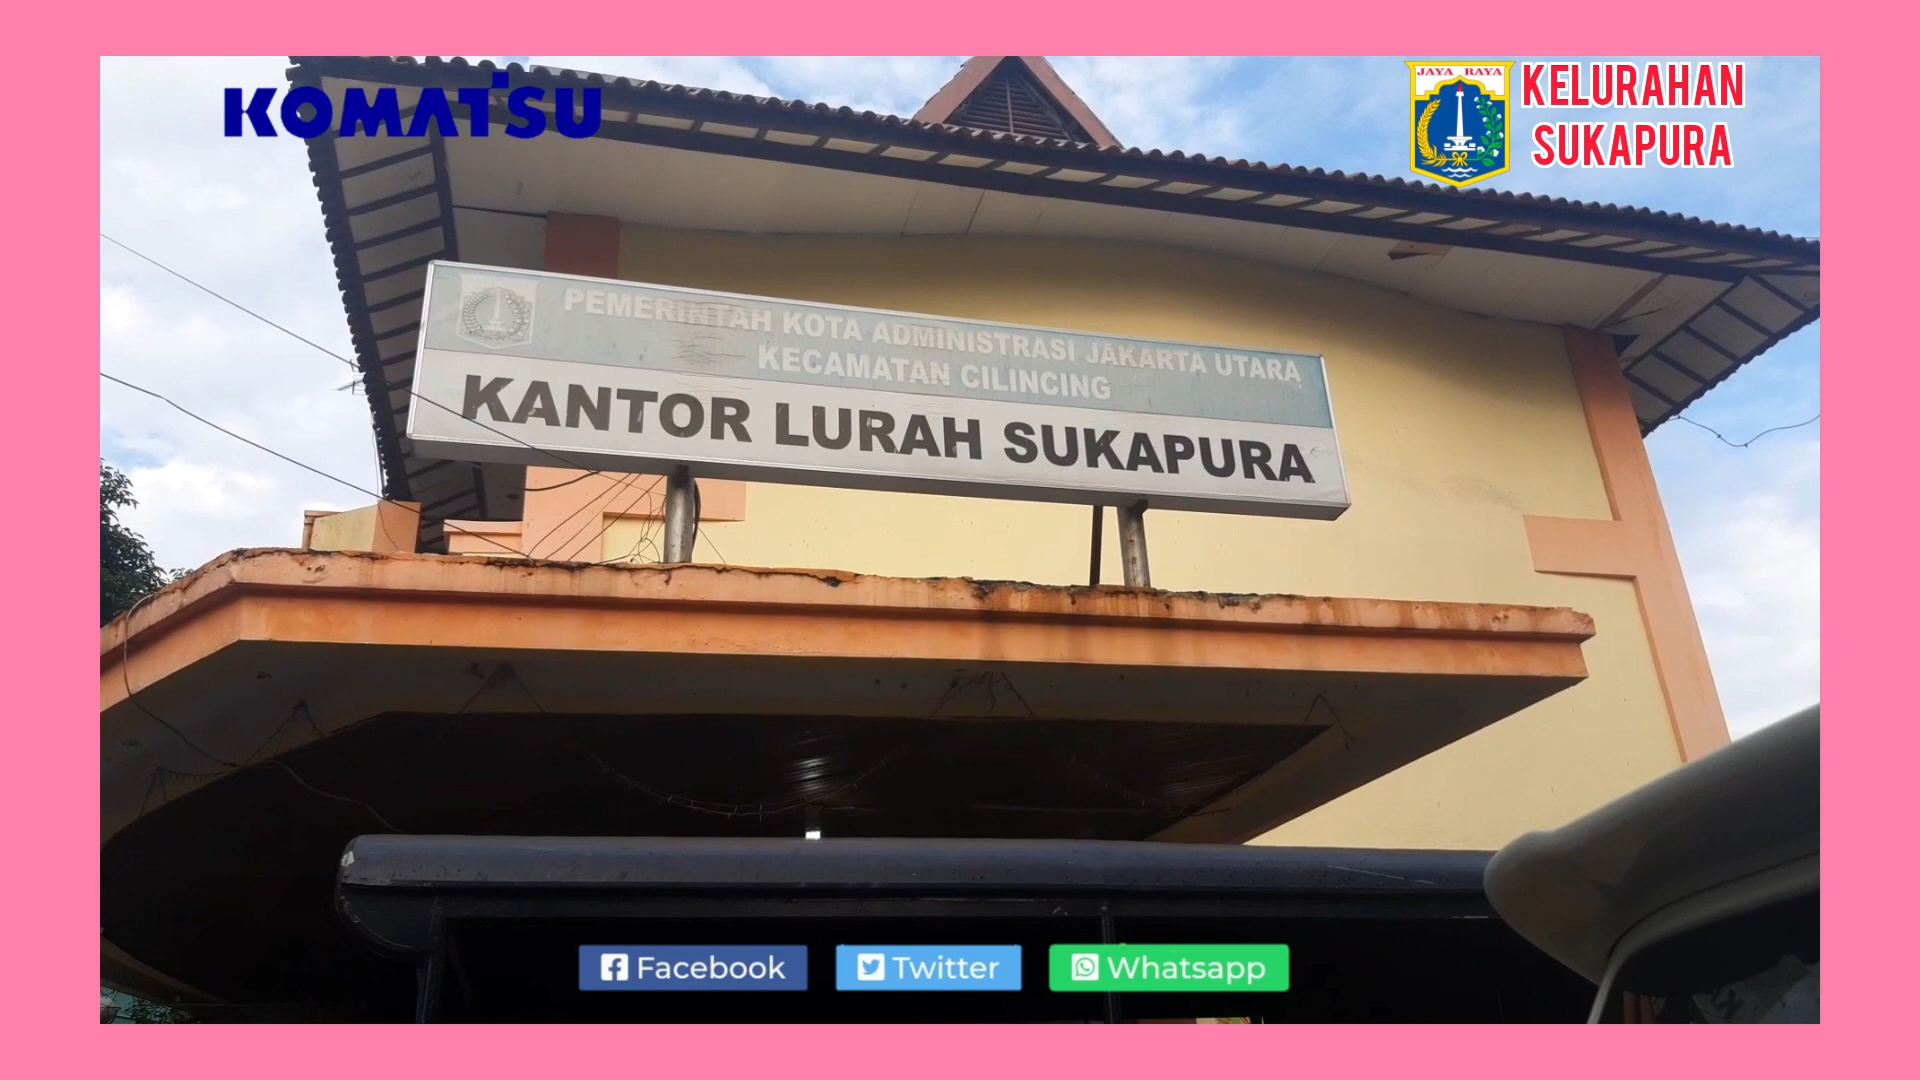 KOMATSU
JAYA RAYA
KELURAHAN
SUKAPURA
PEMERINTAH KOTA ADMINISTRASI JAKARTA UTARA
KECAMATAN CILINCING
KANTOR LURAH SUKAPURA
Facebook
Twitter
Whatsapp